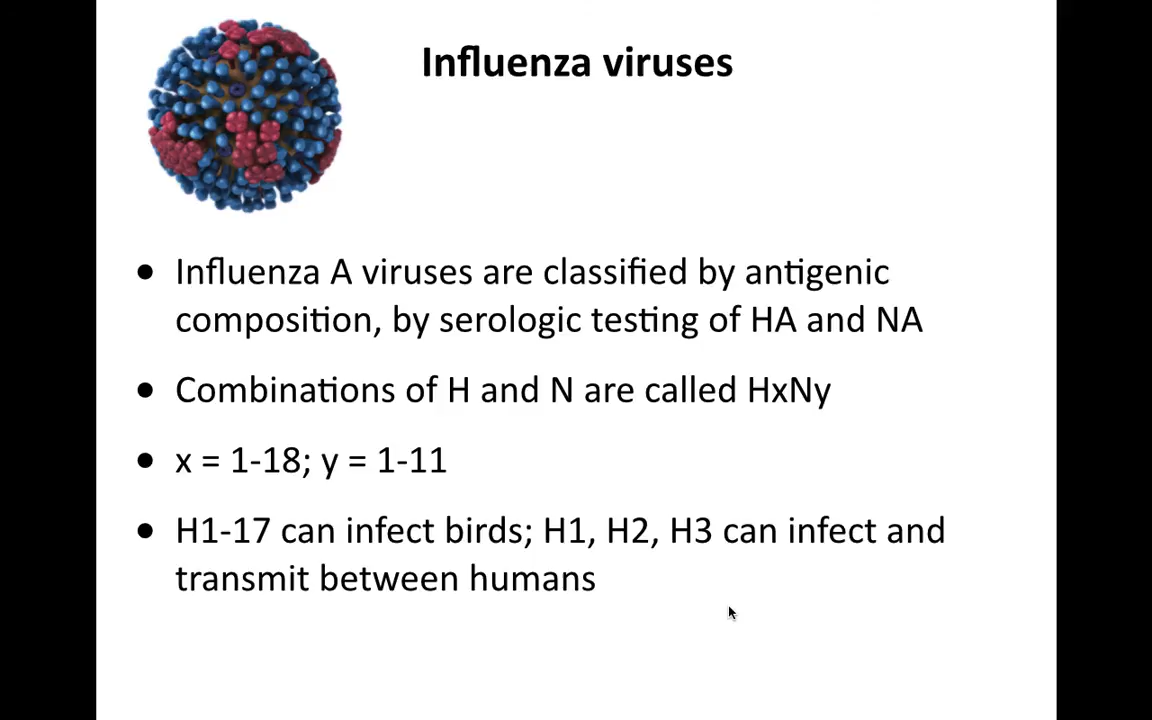 Influenza viruses
● Influenza A viruses are classified by antigenic
composition, by serologic testing of HA and NA
● Combinations of H and N are called HxNy
● x = 1-18; y = 1-11
● H1-17 can infect birds; H1, H2, H3 can infect and
transmit between humans